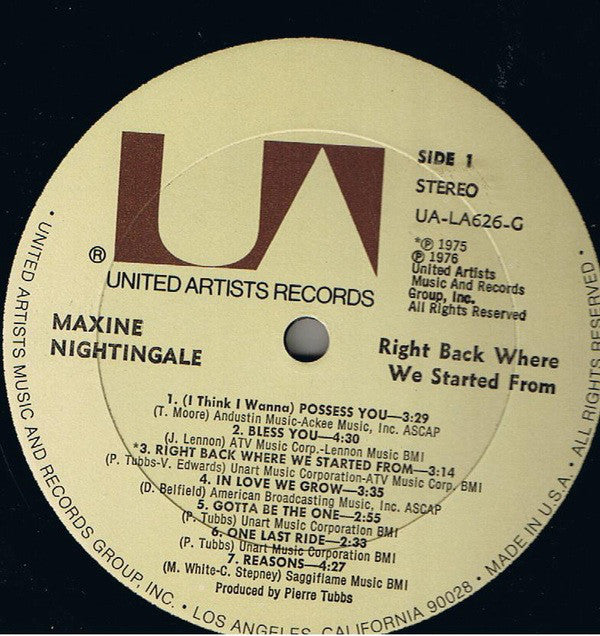 UA
SIDE 1
STEREO
UA-LA626-G
*℗ 1975
℗ 1976
United Artists
Music And Records
Group, Inc.
All Rights Reserved
®
UNITED ARTISTS RECORDS
MAXINE
NIGHTINGALE
Right Back Where
We Started From
1. (I Think I Wanna) POSSESS YOU—3:29
(T. Moore) Andustin Music-Ackee Music, Inc. ASCAP
2. BLESS YOU—4:30
(J. Lennon) ATV Music Corp.-Lennon Music BMI
*3. RIGHT BACK WHERE WE STARTED FROM—3:14
(P. Tubbs-V. Edwards) Unart Music Corporation-ATV Music Corp. BMI
4. IN LOVE WE GROW—3:35
(D. Belfield) American Broadcasting Music, Inc. ASCAP
5. GOTTA BE THE ONE—2:55
(P. Tubbs) Unart Music Corporation BMI
6. ONE LAST RIDE—2:33
(P. Tubbs) Unart Music Corporation BMI
7. REASONS—4:27
(M. White-C. Stepney) Saggiflame Music BMI
Produced by Pierre Tubbs
• UNITED ARTISTS MUSIC AND RECORDS GROUP, INC. • LOS ANGELES, CALIFORNIA 90028 • MADE IN U.S.A. • ALL RIGHTS RESERVED •